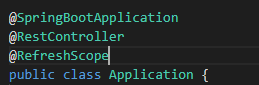 @SpringBootApplication
@RestController
@RefreshScope
public class Application {